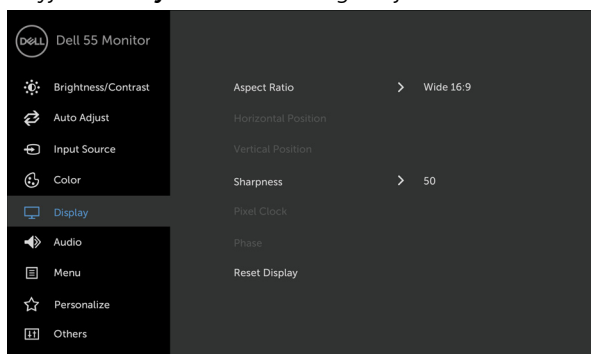 DELL
Dell 55 Monitor
Brightness/Contrast
Auto Adjust
Input Source
Color
Display
Audio
Menu
Personalize
Others
Aspect Ratio > Wide 16:9
Horizontal Position
Vertical Position
Sharpness > 50
Pixel Clock
Phase
Reset Display